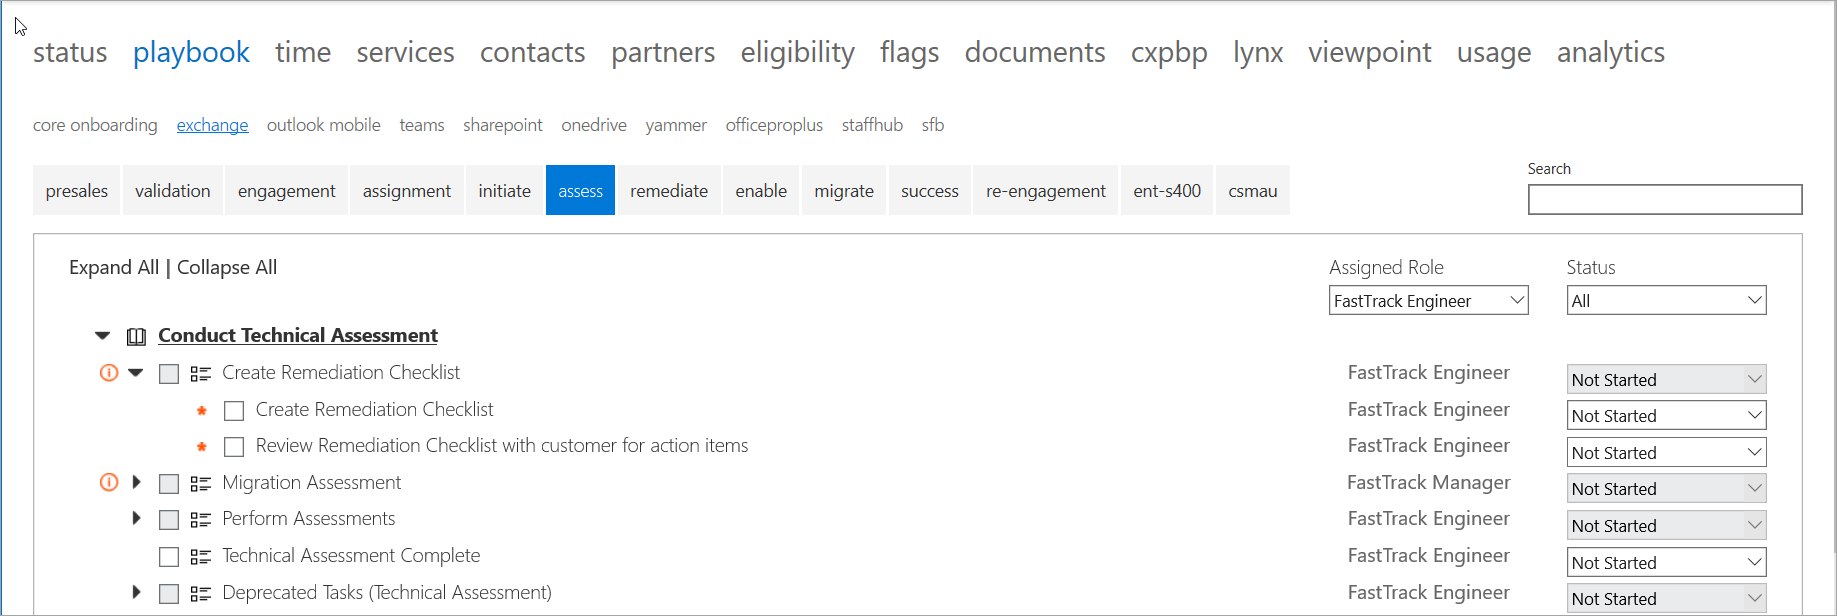 status playbook time services contacts partners eligibility flags documents cxpbp lynx viewpoint usage analytics
core onboarding exchange outlook mobile teams sharepoint onedrive yammer officeproplus staffhub sfb
Search
presales validation engagement assignment initiate assess remediate enable migrate success re-engagement ent-s400 csmau
Expand All | Collapse All Assigned Role Status
FastTrack Engineer All
Conduct Technical Assessment
Create Remediation Checklist FastTrack Engineer Not Started
* Create Remediation Checklist FastTrack Engineer Not Started
* Review Remediation Checklist with customer for action items FastTrack Engineer Not Started
Migration Assessment FastTrack Manager Not Started
Perform Assessments FastTrack Engineer Not Started
Technical Assessment Complete FastTrack Engineer Not Started
Deprecated Tasks (Technical Assessment) FastTrack Engineer Not Started